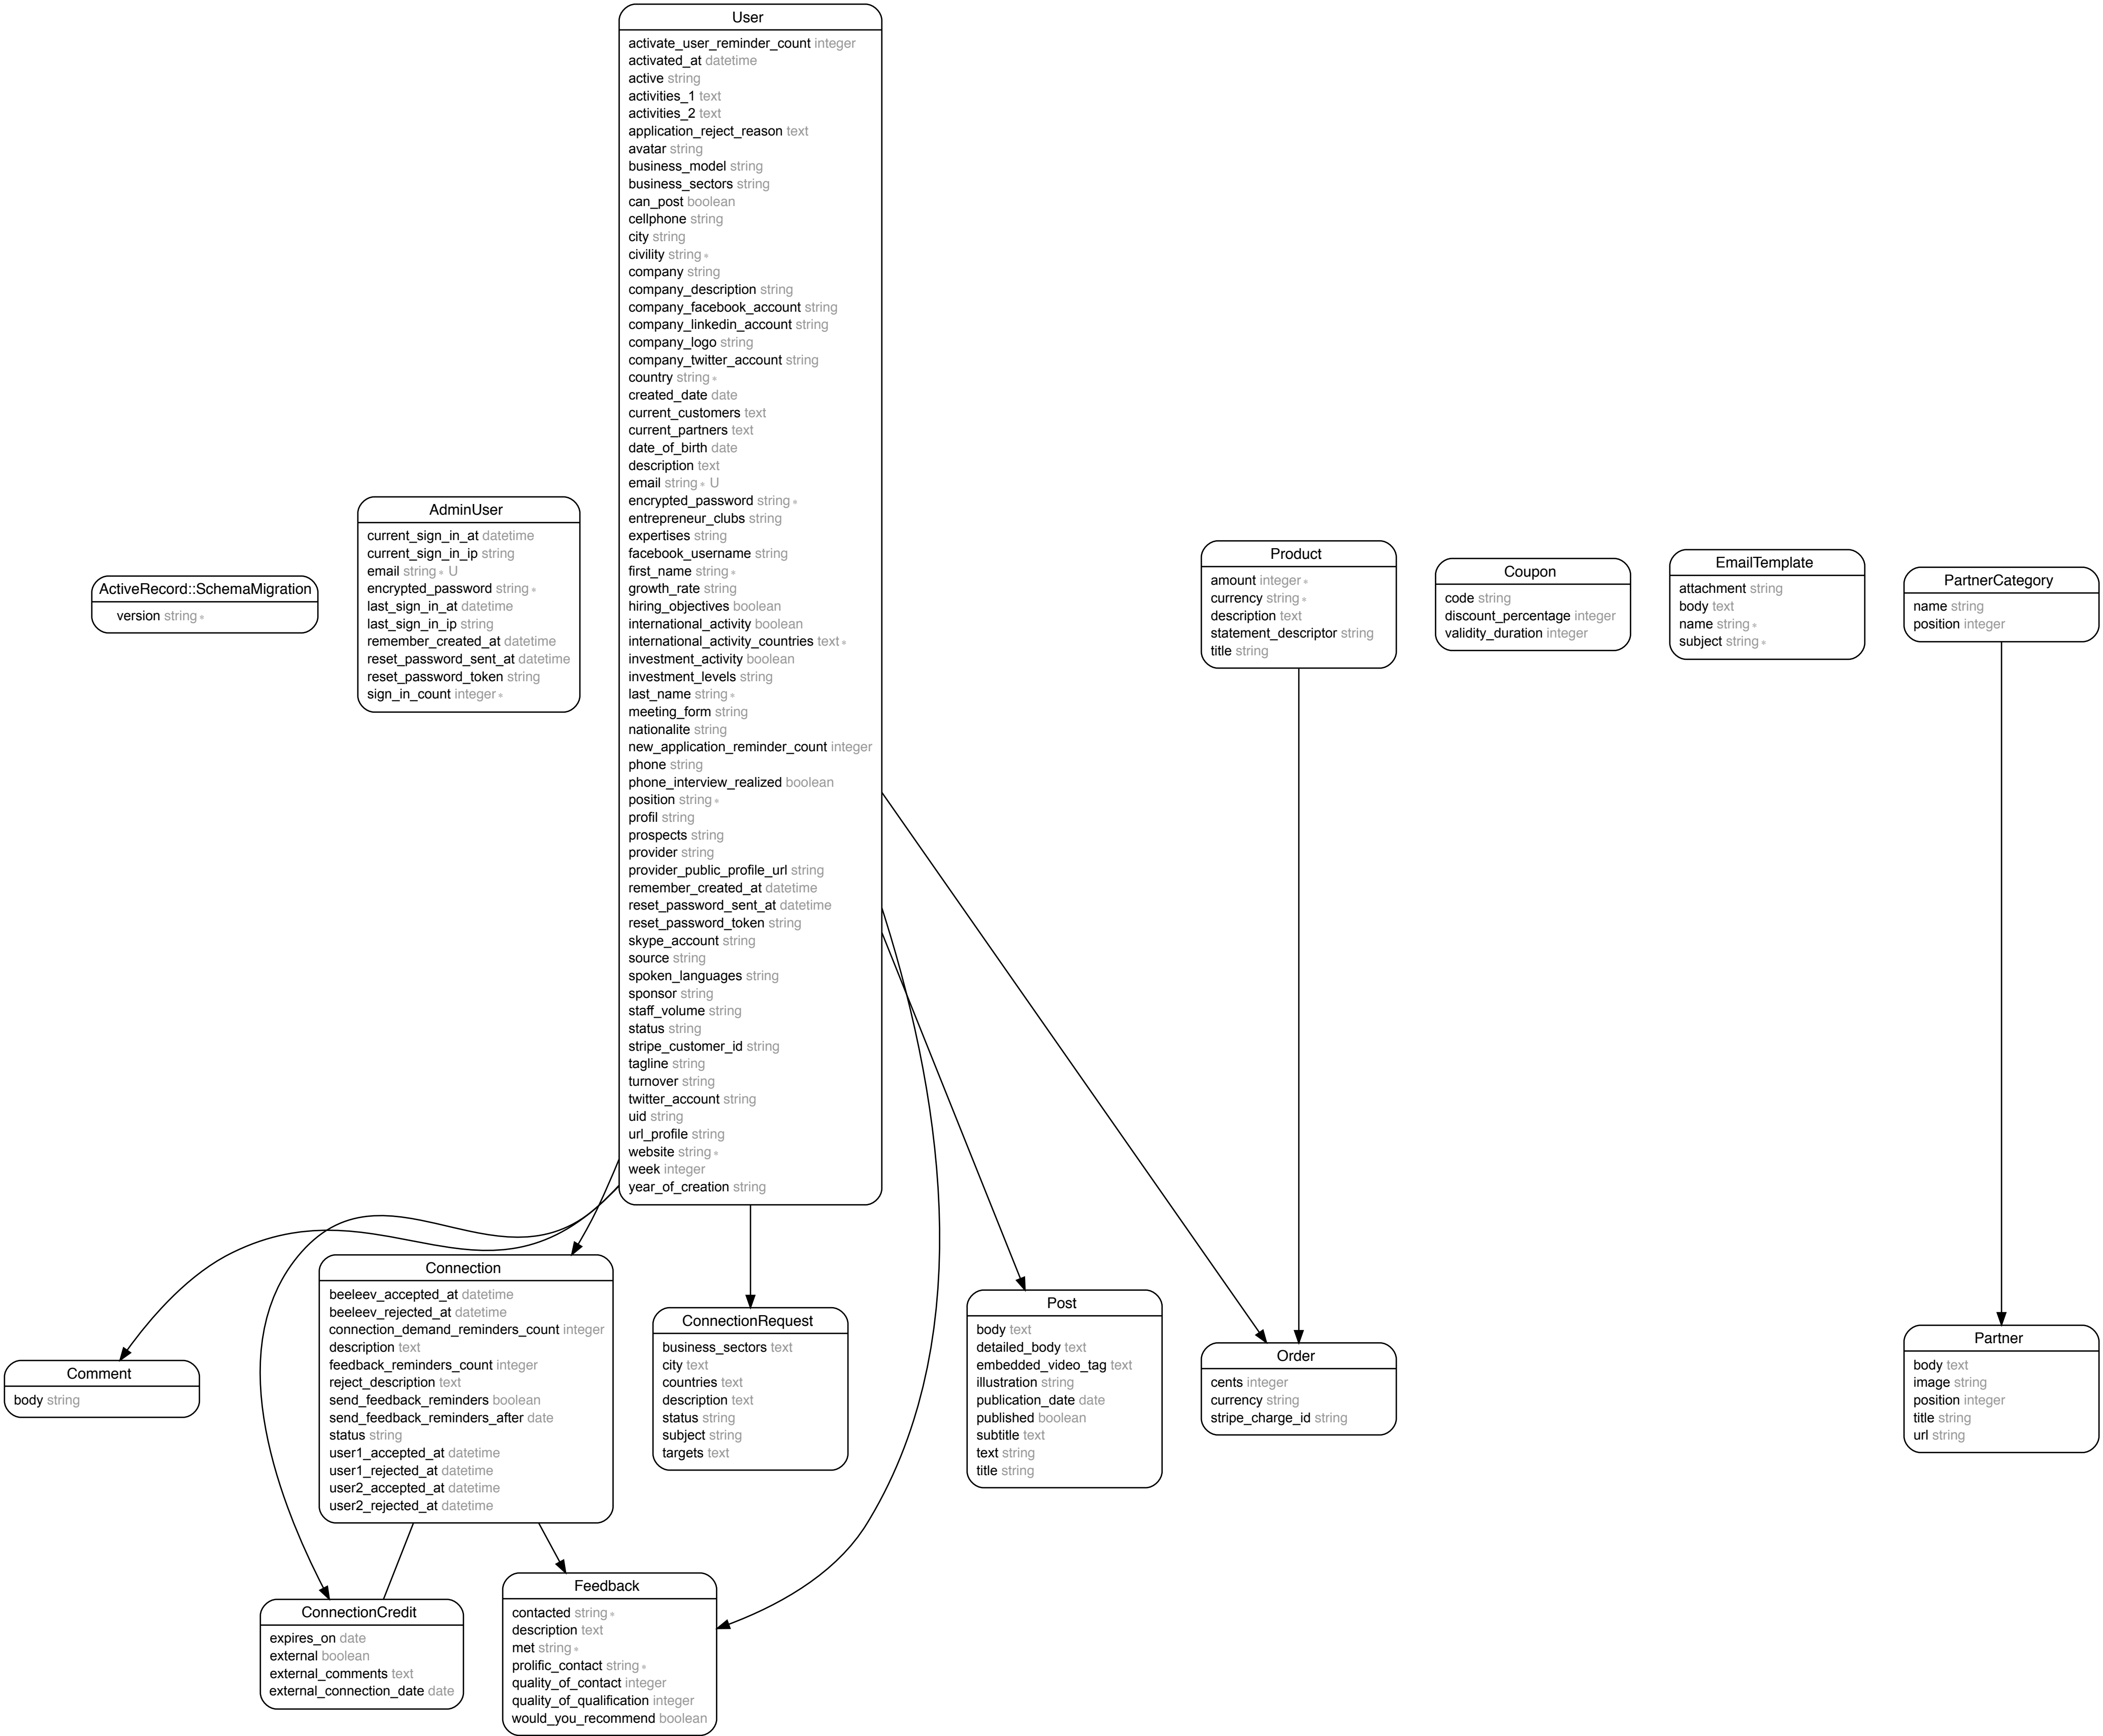 User
activate_user_reminder_count integer
activated_at datetime
active string
activities_1 text
activities_2 text
application_reject_reason text
avatar string
business_model string
business_sectors string
can_post boolean
cellphone string
city string
civility string *
company string
company_description string
company_facebook_account string
company_linkedin_account string
company_logo string
company_twitter_account string
country string *
created_date date
current_customers text
current_partners text
date_of_birth date
description text
email string * U
encrypted_password string *
entrepreneur_clubs string
expertises string
facebook_username string
first_name string *
growth_rate string
hiring_objectives boolean
international_activity boolean
international_activity_countries text *
investment_activity boolean
investment_levels string
last_name string *
meeting_form string
nationalite string
new_application_reminder_count integer
phone string
phone_interview_realized boolean
position string *
profil string
prospects string
provider string
provider_public_profile_url string
remember_created_at datetime
reset_password_sent_at datetime
reset_password_token string
skype_account string
source string
spoken_languages string
sponsor string
staff_volume string
status string
stripe_customer_id string
tagline string
turnover string
twitter_account string
uid string
url_profile string
website string *
week integer
year_of_creation string
ActiveRecord::SchemaMigration
version string *
AdminUser
current_sign_in_at datetime
current_sign_in_ip string
email string * U
encrypted_password string *
last_sign_in_at datetime
last_sign_in_ip string
remember_created_at datetime
reset_password_sent_at datetime
reset_password_token string
sign_in_count integer *
Product
amount integer *
currency string *
description text
statement_descriptor string
title string
Coupon
code string
discount_percentage integer
validity_duration integer
EmailTemplate
attachment string
body text
name string *
subject string *
PartnerCategory
name string
position integer
Comment
body string
Connection
beeleev_accepted_at datetime
beeleev_rejected_at datetime
connection_demand_reminders_count integer
description text
feedback_reminders_count integer
reject_description text
send_feedback_reminders boolean
send_feedback_reminders_after date
status string
user1_accepted_at datetime
user1_rejected_at datetime
user2_accepted_at datetime
user2_rejected_at datetime
ConnectionRequest
business_sectors text
city text
countries text
description text
status string
subject string
targets text
Post
body text
detailed_body text
embedded_video_tag text
illustration string
publication_date date
published boolean
subtitle text
text string
title string
Order
cents integer
currency string
stripe_charge_id string
Partner
body text
image string
position integer
title string
url string
ConnectionCredit
expires_on date
external boolean
external_comments text
external_connection_date date
Feedback
contacted string *
description text
met string *
prolific_contact string *
quality_of_contact integer
quality_of_qualification integer
would_you_recommend boolean